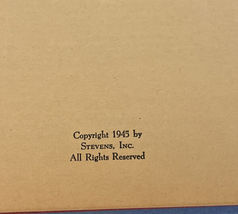 Copyright 1945 by
STEVENS, INC.
All Rights Reserved